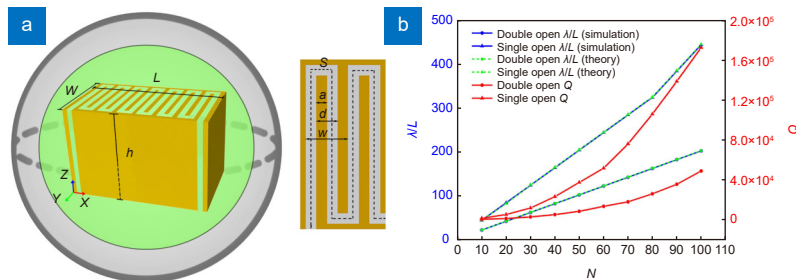 a
L
W
h
Z
X
Y
S
a
d
w
b
Double open λ/L (simulation)
Single open λ/L (simulation)
Double open λ/L (theory)
Single open λ/L (theory)
Double open Q
Single open Q
λ/L
500
400
300
200
100
0
2.0×10⁵
1.6×10⁵
1.2×10⁵
8.0×10⁴
4.0×10⁴
0
Q
0 10 20 30 40 50 60 70 80 90 100 110
N